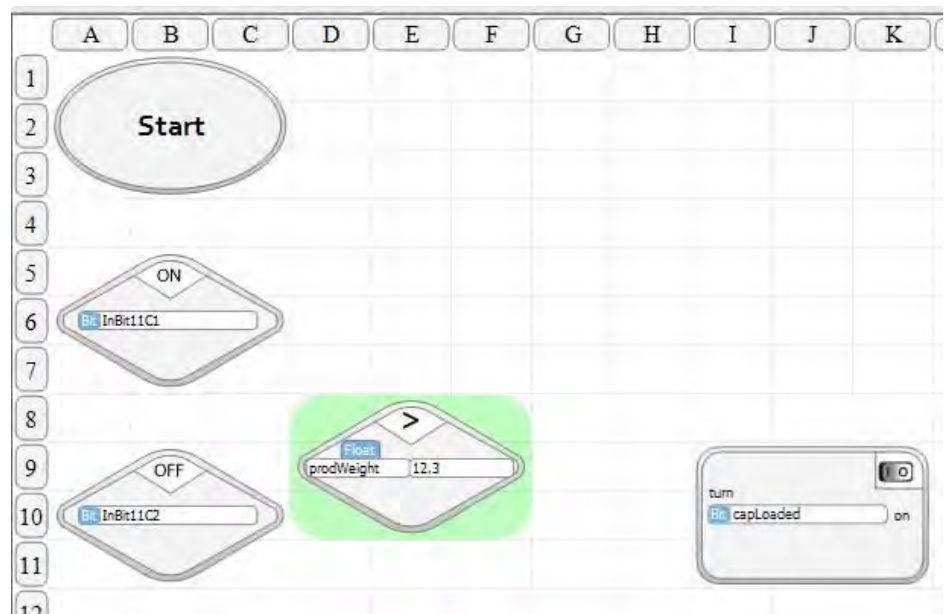 A B C D E F G H I J K
1
2
Start
3
4
5
ON
6
Bit InBit11C1
7
8
>
Float
9
prodWeight 12.3
OFF
10
Bit InBit11C2
turn
Bit capLoaded on
11
12